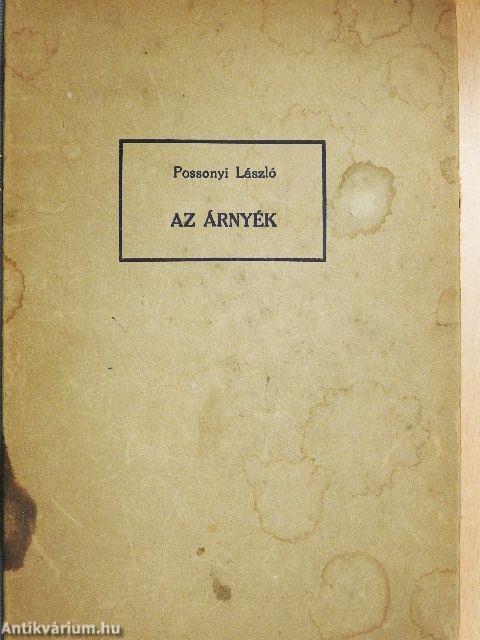 Possonyi László
AZ ÁRNYÉK
Antikvárium.hu